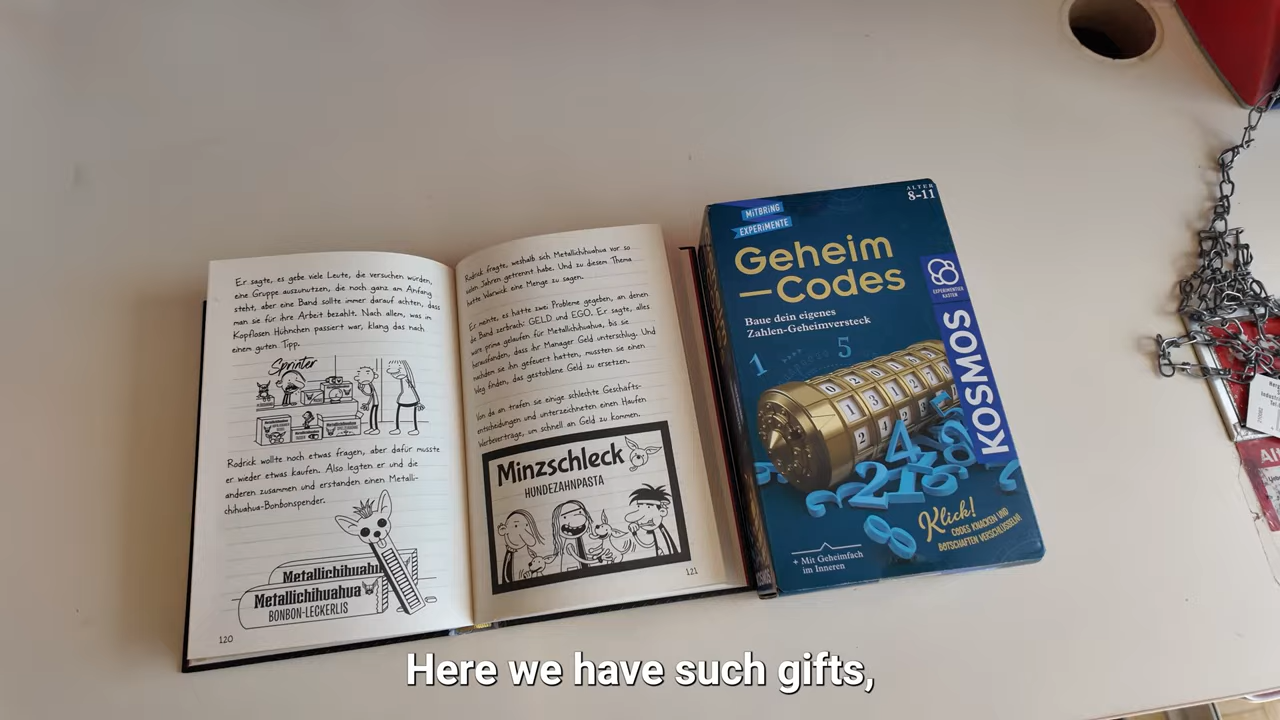 Er sagte, es gebe viele Leute, die versuchen würden,
eine Gruppe auszunutzen, die noch ganz am Anfang
steht, aber eine Band sollte immer darauf achten, dass
man sie für ihre Arbeit bezahlt. Nach allem, was im
Kopflosen Hühnchen passiert war, klang das nach
einem guten Tipp.
Sprinter
Rodrick wollte noch etwas fragen, aber dafür musste
er wieder etwas kaufen. Also legten er und die
anderen zusammen und erstanden einen Metalli-
chihuahua-Bonbonspender.
Metallichihuahua
Metallichihuahua
BONBON-LECKERLIS
120
Rodrick fragte, weshalb sich Metallichihuahua vor so
vielen Jahren getrennt habe. Und zu diesem Thema
hatte Warwick eine Menge zu sagen.
Er meinte, es hätte zwei Probleme gegeben, an denen
die Band zerbrach: GELD und EGO. Er sagte, alles
wäre prima gelaufen für Metallichihuahua, bis sie
herausfanden, dass ihr Manager Geld unterschlug. Und
nachdem sie ihn gefeuert hatten, mussten sie einen
Weg finden, das gestohlene Geld zu ersetzen.
Von da an trafen sie einige schlechte Geschäfts-
entscheidungen und unterzeichneten einen Haufen
Werbeverträge, um schnell an Geld zu kommen.
Minzschleck
HUNDEZAHNPASTA
121
ALTER
8-11
MITBRING
EXPERIMENTE
Geheim
—Codes
EXPERIMENTIER
KASTEN
Baue dein eigenes
Zahlen-Geheimversteck
KOSMOS
Klick!
CODES KNACKEN UND
BOTSCHAFTEN VERSCHLÜSSELN!
+ Mit Geheimfach
im Inneren
Here we have such gifts,